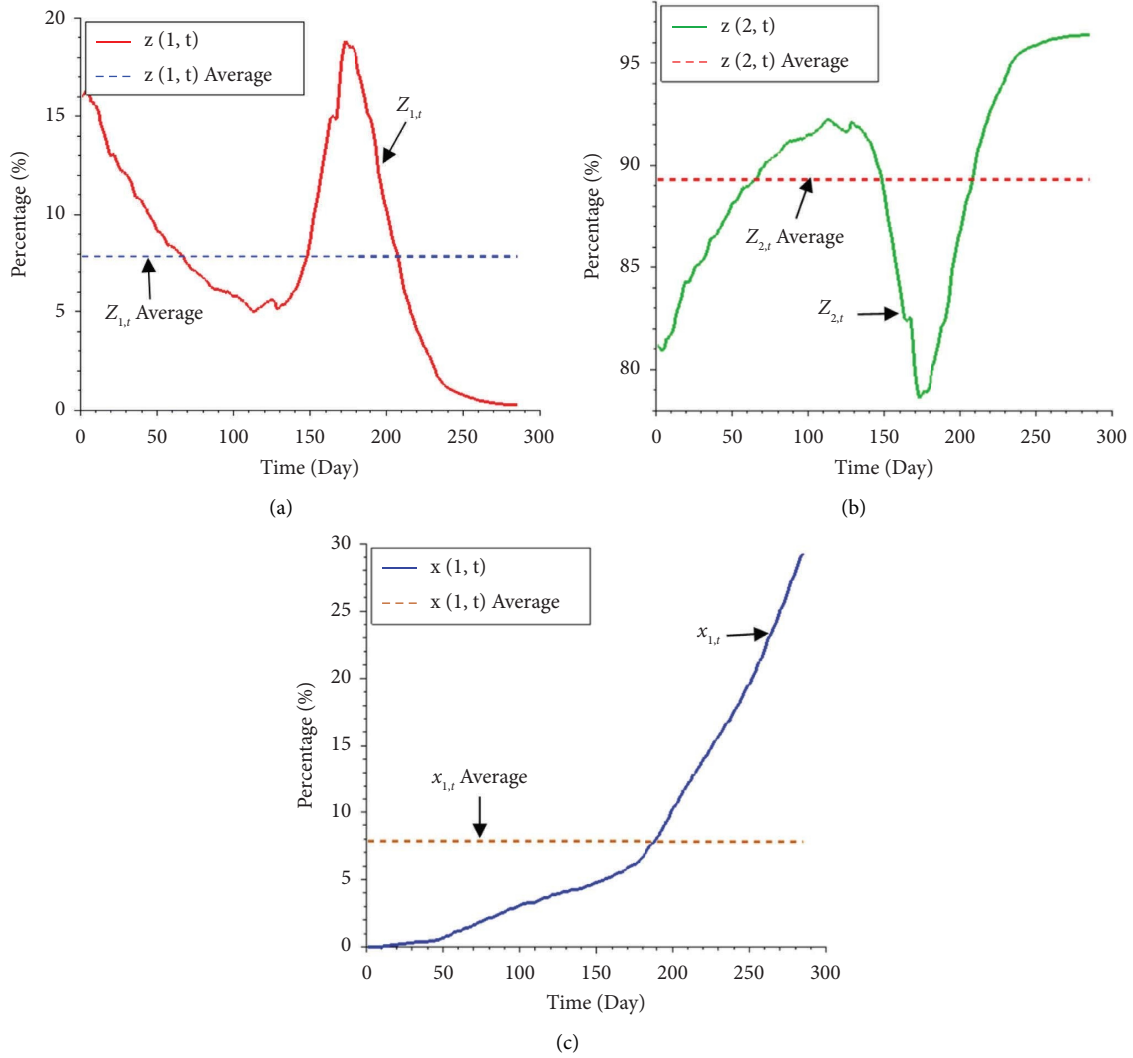 20
15
10
5
0
Percentage (%)
z (1, t)
z (1, t) Average
Z1,t
Z1,t Average
0 50 100 150 200 250 300
Time (Day)
(a)
95
90
85
80
Percentage (%)
z (2, t)
z (2, t) Average
Z2,t Average
Z2,t
0 50 100 150 200 250 300
Time (Day)
(b)
30
25
20
15
10
5
0
Percentage (%)
x (1, t)
x (1, t) Average
x1,t
x1,t Average
0 50 100 150 200 250 300
Time (Day)
(c)